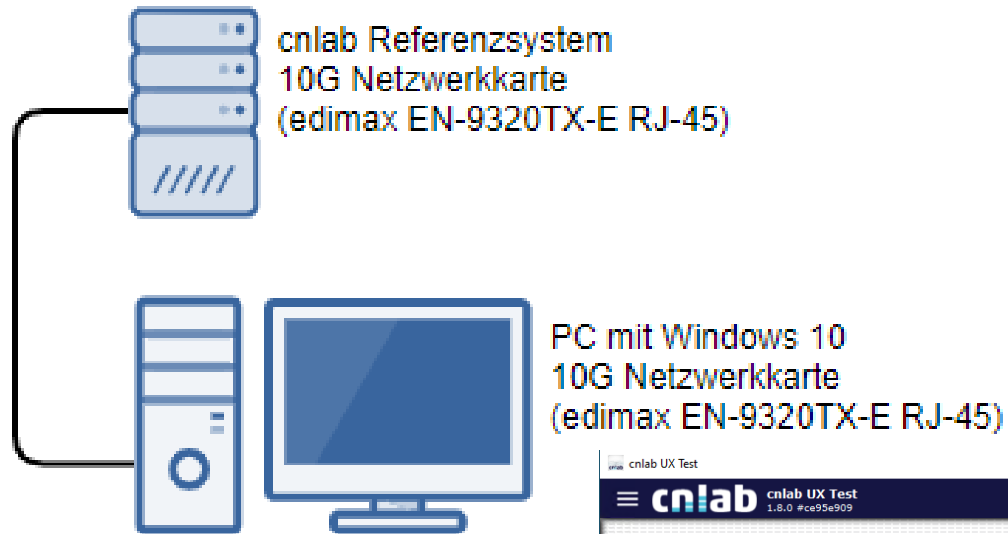 cnlab Referenzsystem
10G Netzwerkkarte
(edimax EN-9320TX-E RJ-45)
PC mit Windows 10
10G Netzwerkkarte
(edimax EN-9320TX-E RJ-45)
cnlab UX Test
cnlab cnlab UX Test
1.8.0 #ce95e909